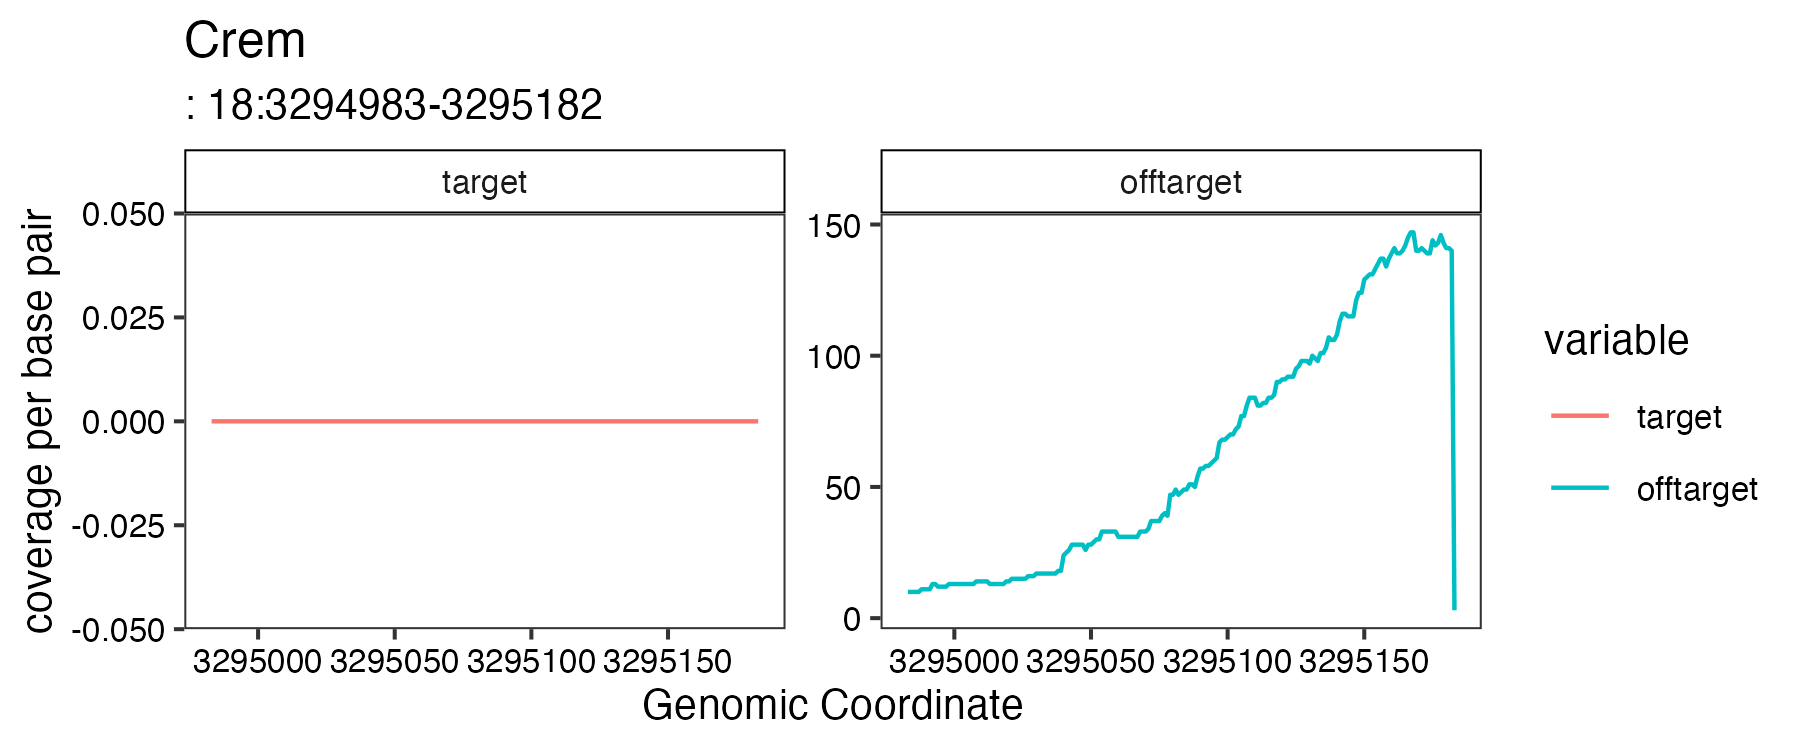 Crem
: 18:3294983-3295182
target
offtarget
coverage per base pair
0.050
0.025
0.000
-0.025
-0.050
150
100
50
0
3295000 3295050 3295100 3295150
3295000 3295050 3295100 3295150
Genomic Coordinate
variable
target
offtarget